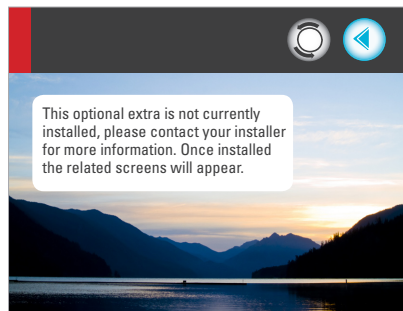 This optional extra is not currently
installed, please contact your installer
for more information. Once installed
the related screens will appear.